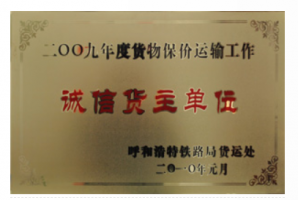 二〇〇九年度货物保价运输工作
诚信货主单位
呼和浩特铁路局货运处
二〇一〇年元月